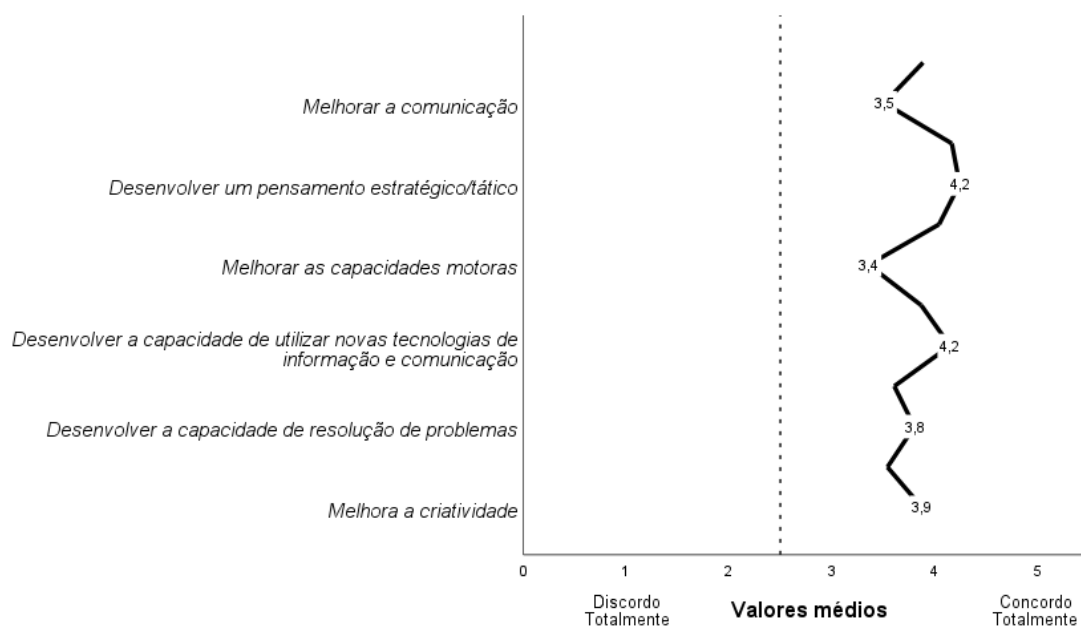 Melhorar a comunicação
3,5
Desenvolver um pensamento estratégico/tático
4,2
Melhorar as capacidades motoras
3,4
Desenvolver a capacidade de utilizar novas tecnologias de
informação e comunicação
4,2
Desenvolver a capacidade de resolução de problemas
3,8
Melhora a criatividade
3,9
0 1 2 3 4 5
Discordo
Totalmente
Valores médios
Concordo
Totalmente